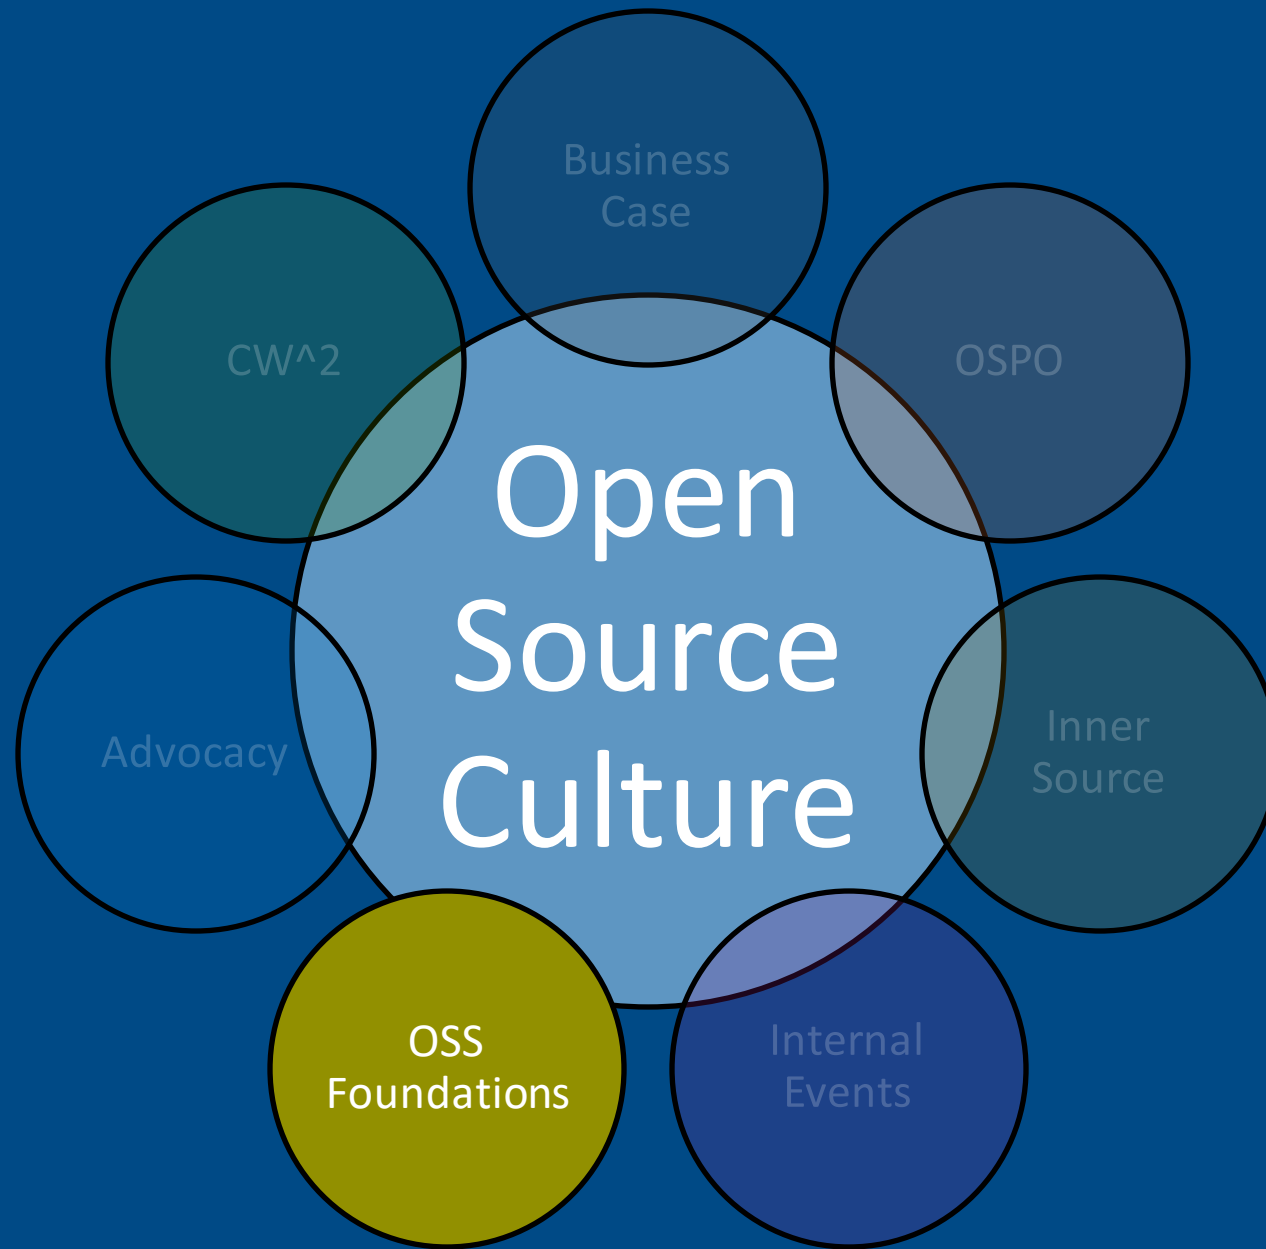 Business
Case
CW^2
OSPO
Open
Source
Culture
Advocacy
Inner
Source
OSS
Foundations
Internal
Events